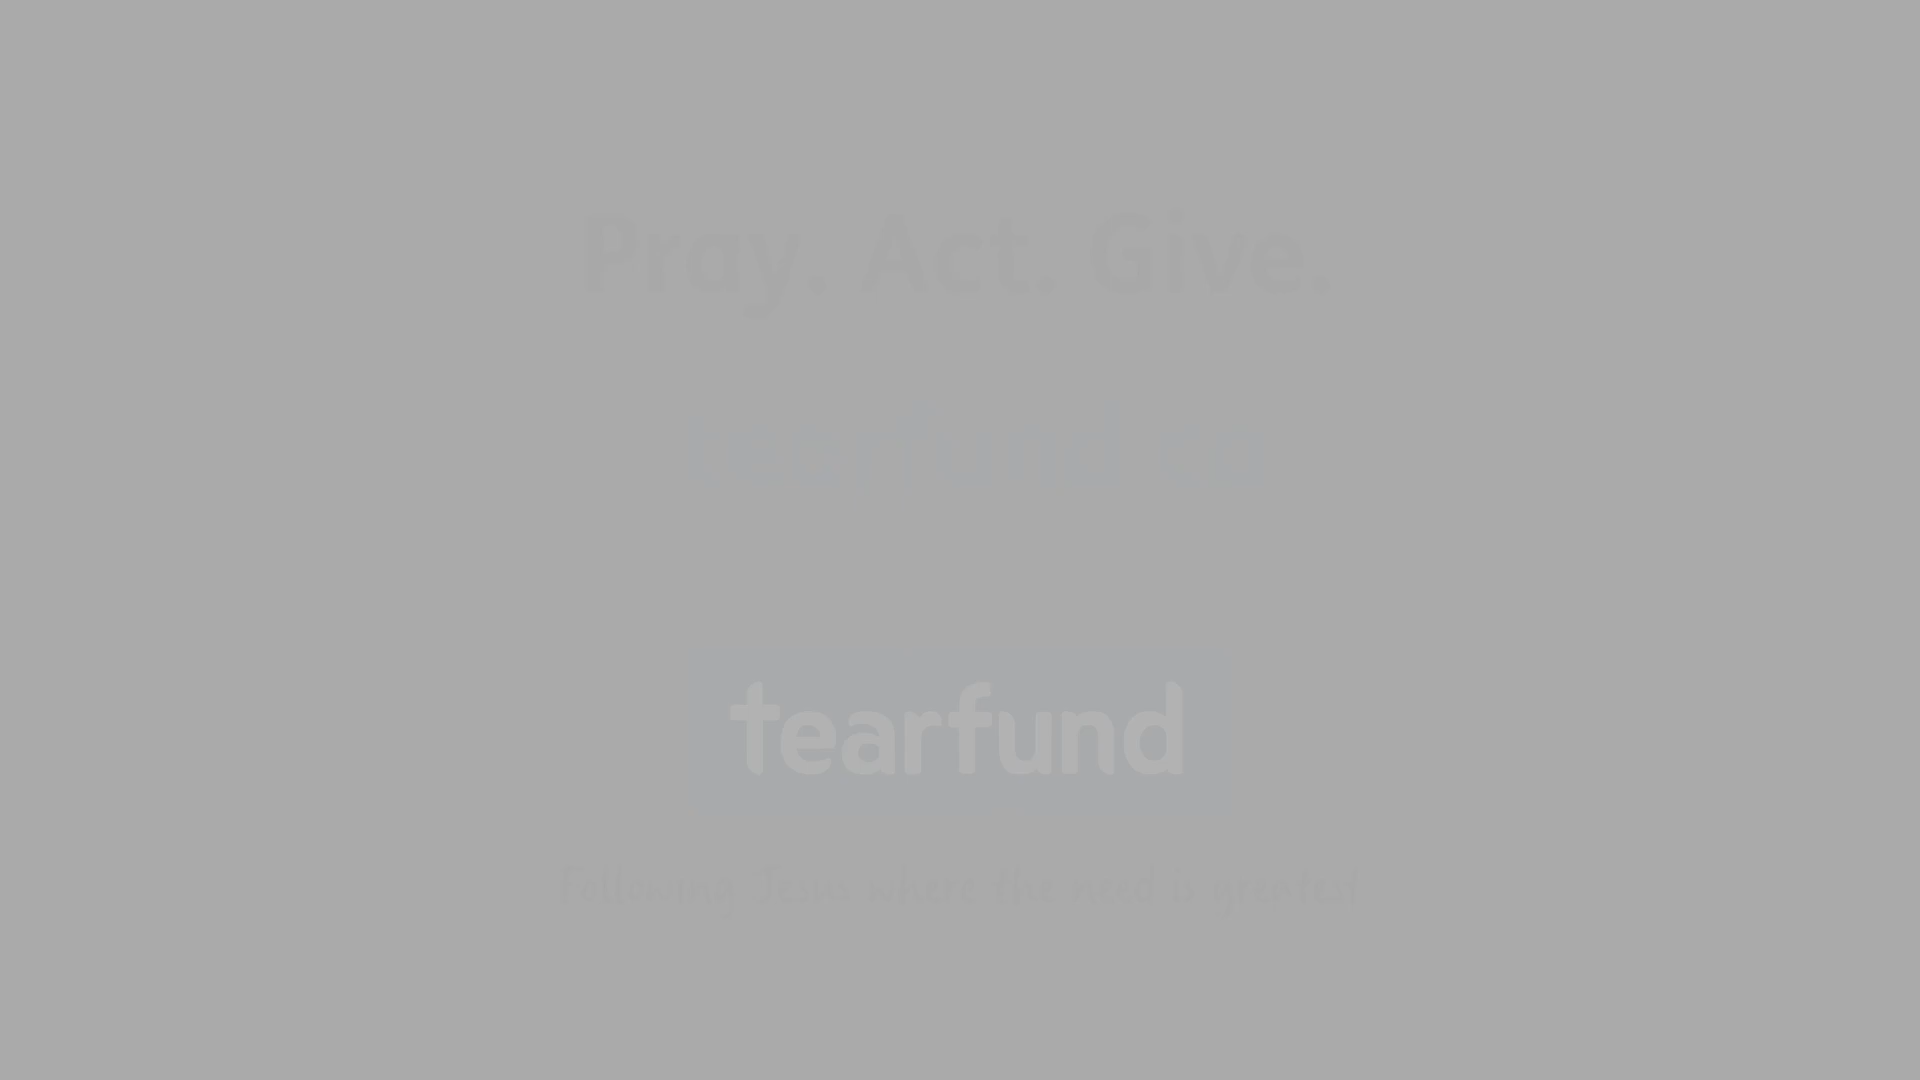 Pray. Act. Give.
tearfund
Following Jesus where the need is greatest